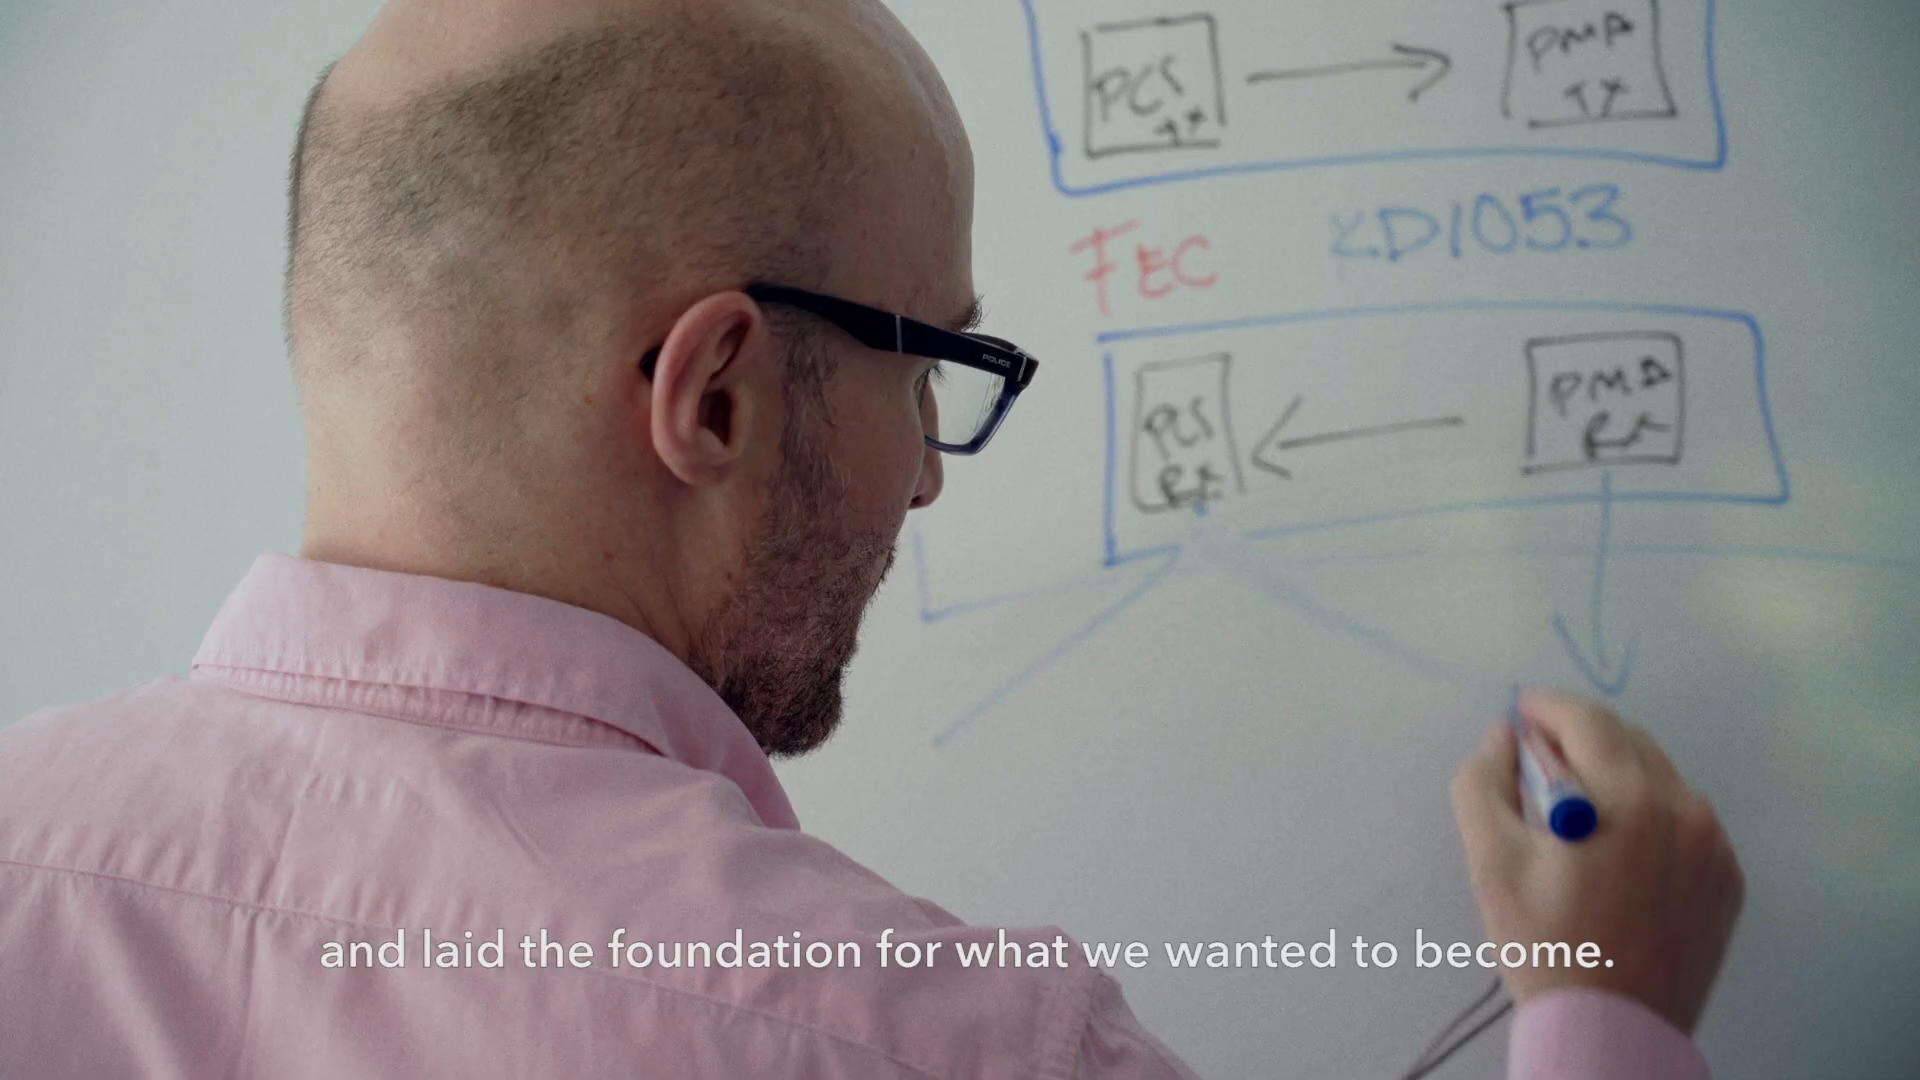 PCS
TX
PMA
TX
FEC
KD1053
POLICE
PCS
RX
PMA
RX
and laid the foundation for what we wanted to become.